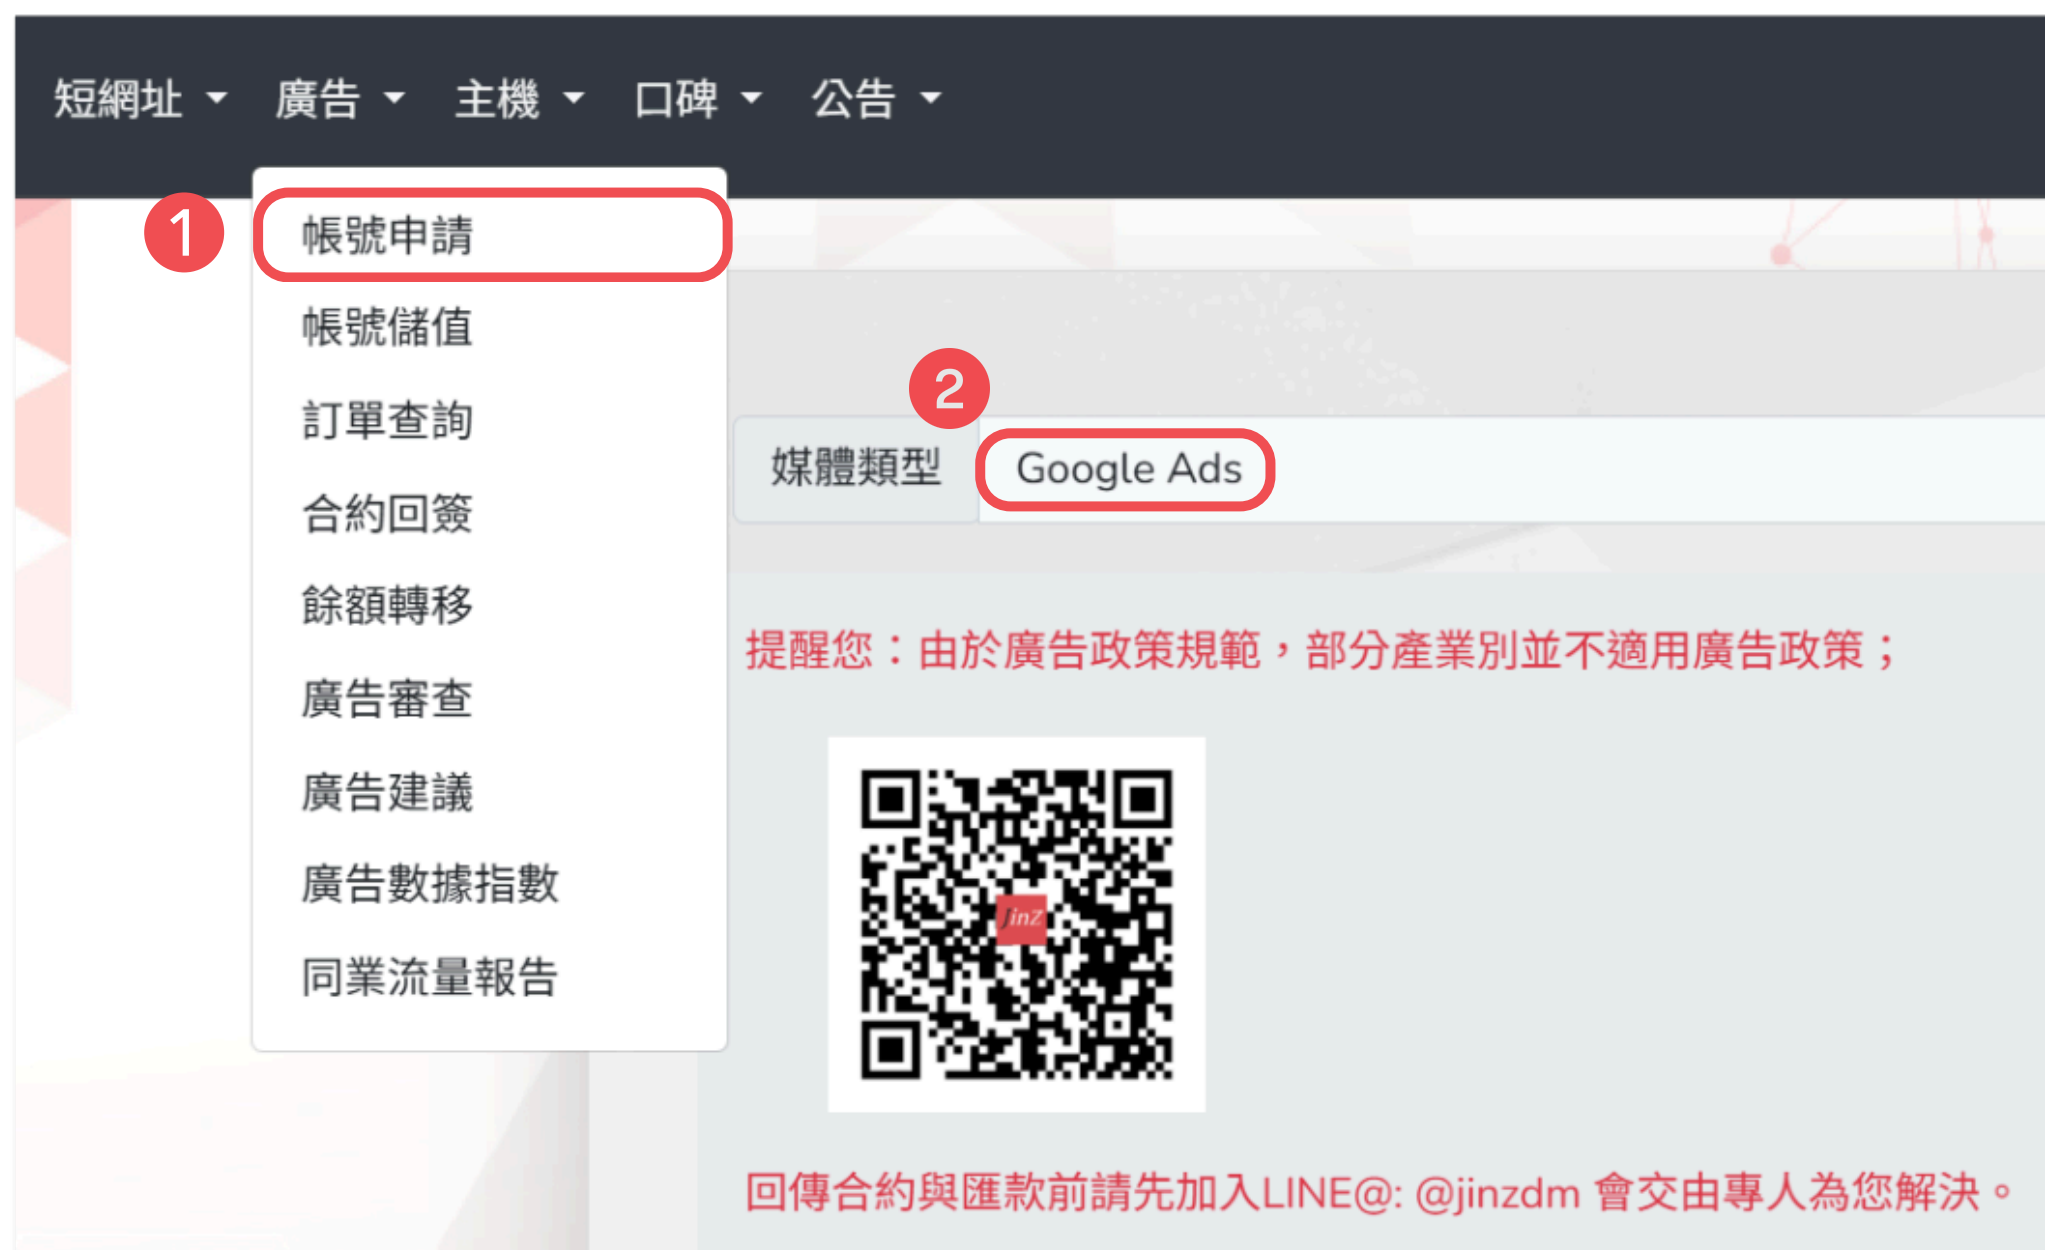 短網址 廣告 主機 口碑 公告
1
帳號申請
帳號儲值
訂單查詢
合約回簽
餘額轉移
廣告審查
廣告建議
廣告數據指數
同業流量報告
2
媒體類型 Google Ads
提醒您：由於廣告政策規範，部分產業別並不適用廣告政策；
JinZ
回傳合約與匯款前請先加入LINE@: @jinzdm 會交由專人為您解決。